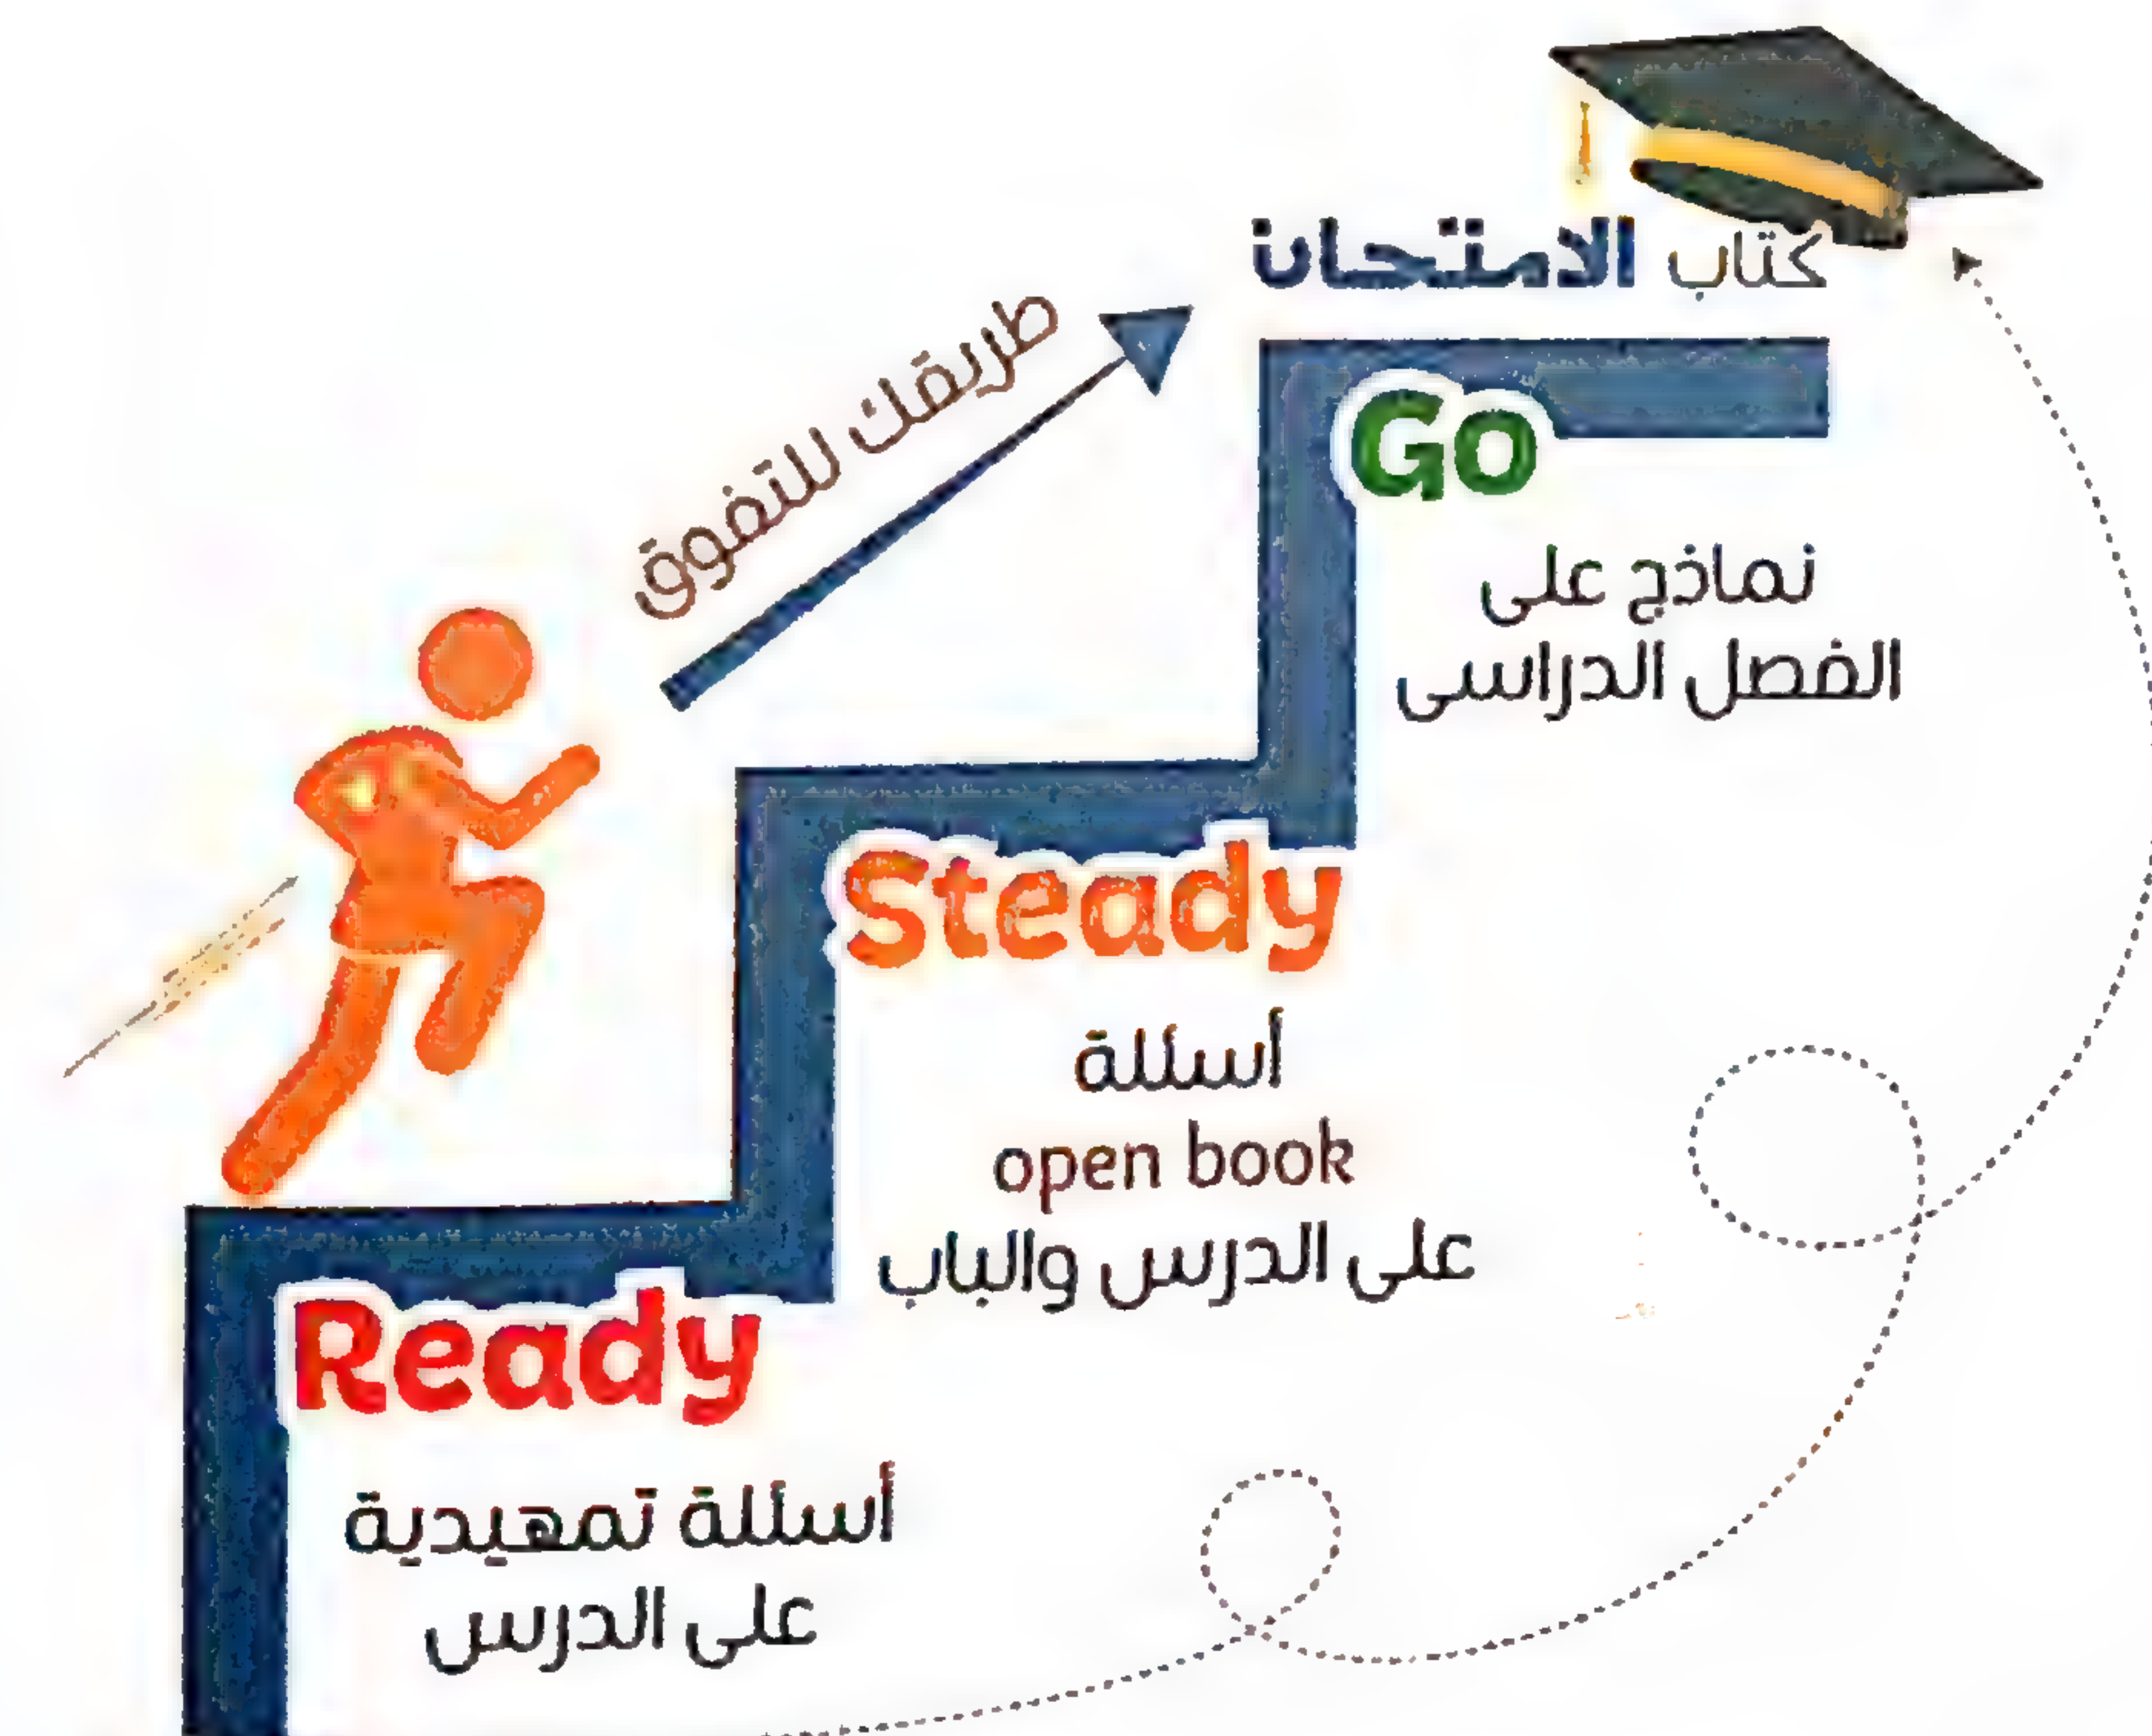 كتاب الامتحان
طريقك للتفوق
Go
نماذج على
الفصل الدراسى
Steady
أسئلة
open book
على الدرس والباب
Ready
أسئلة تمهيدية
على الدرس